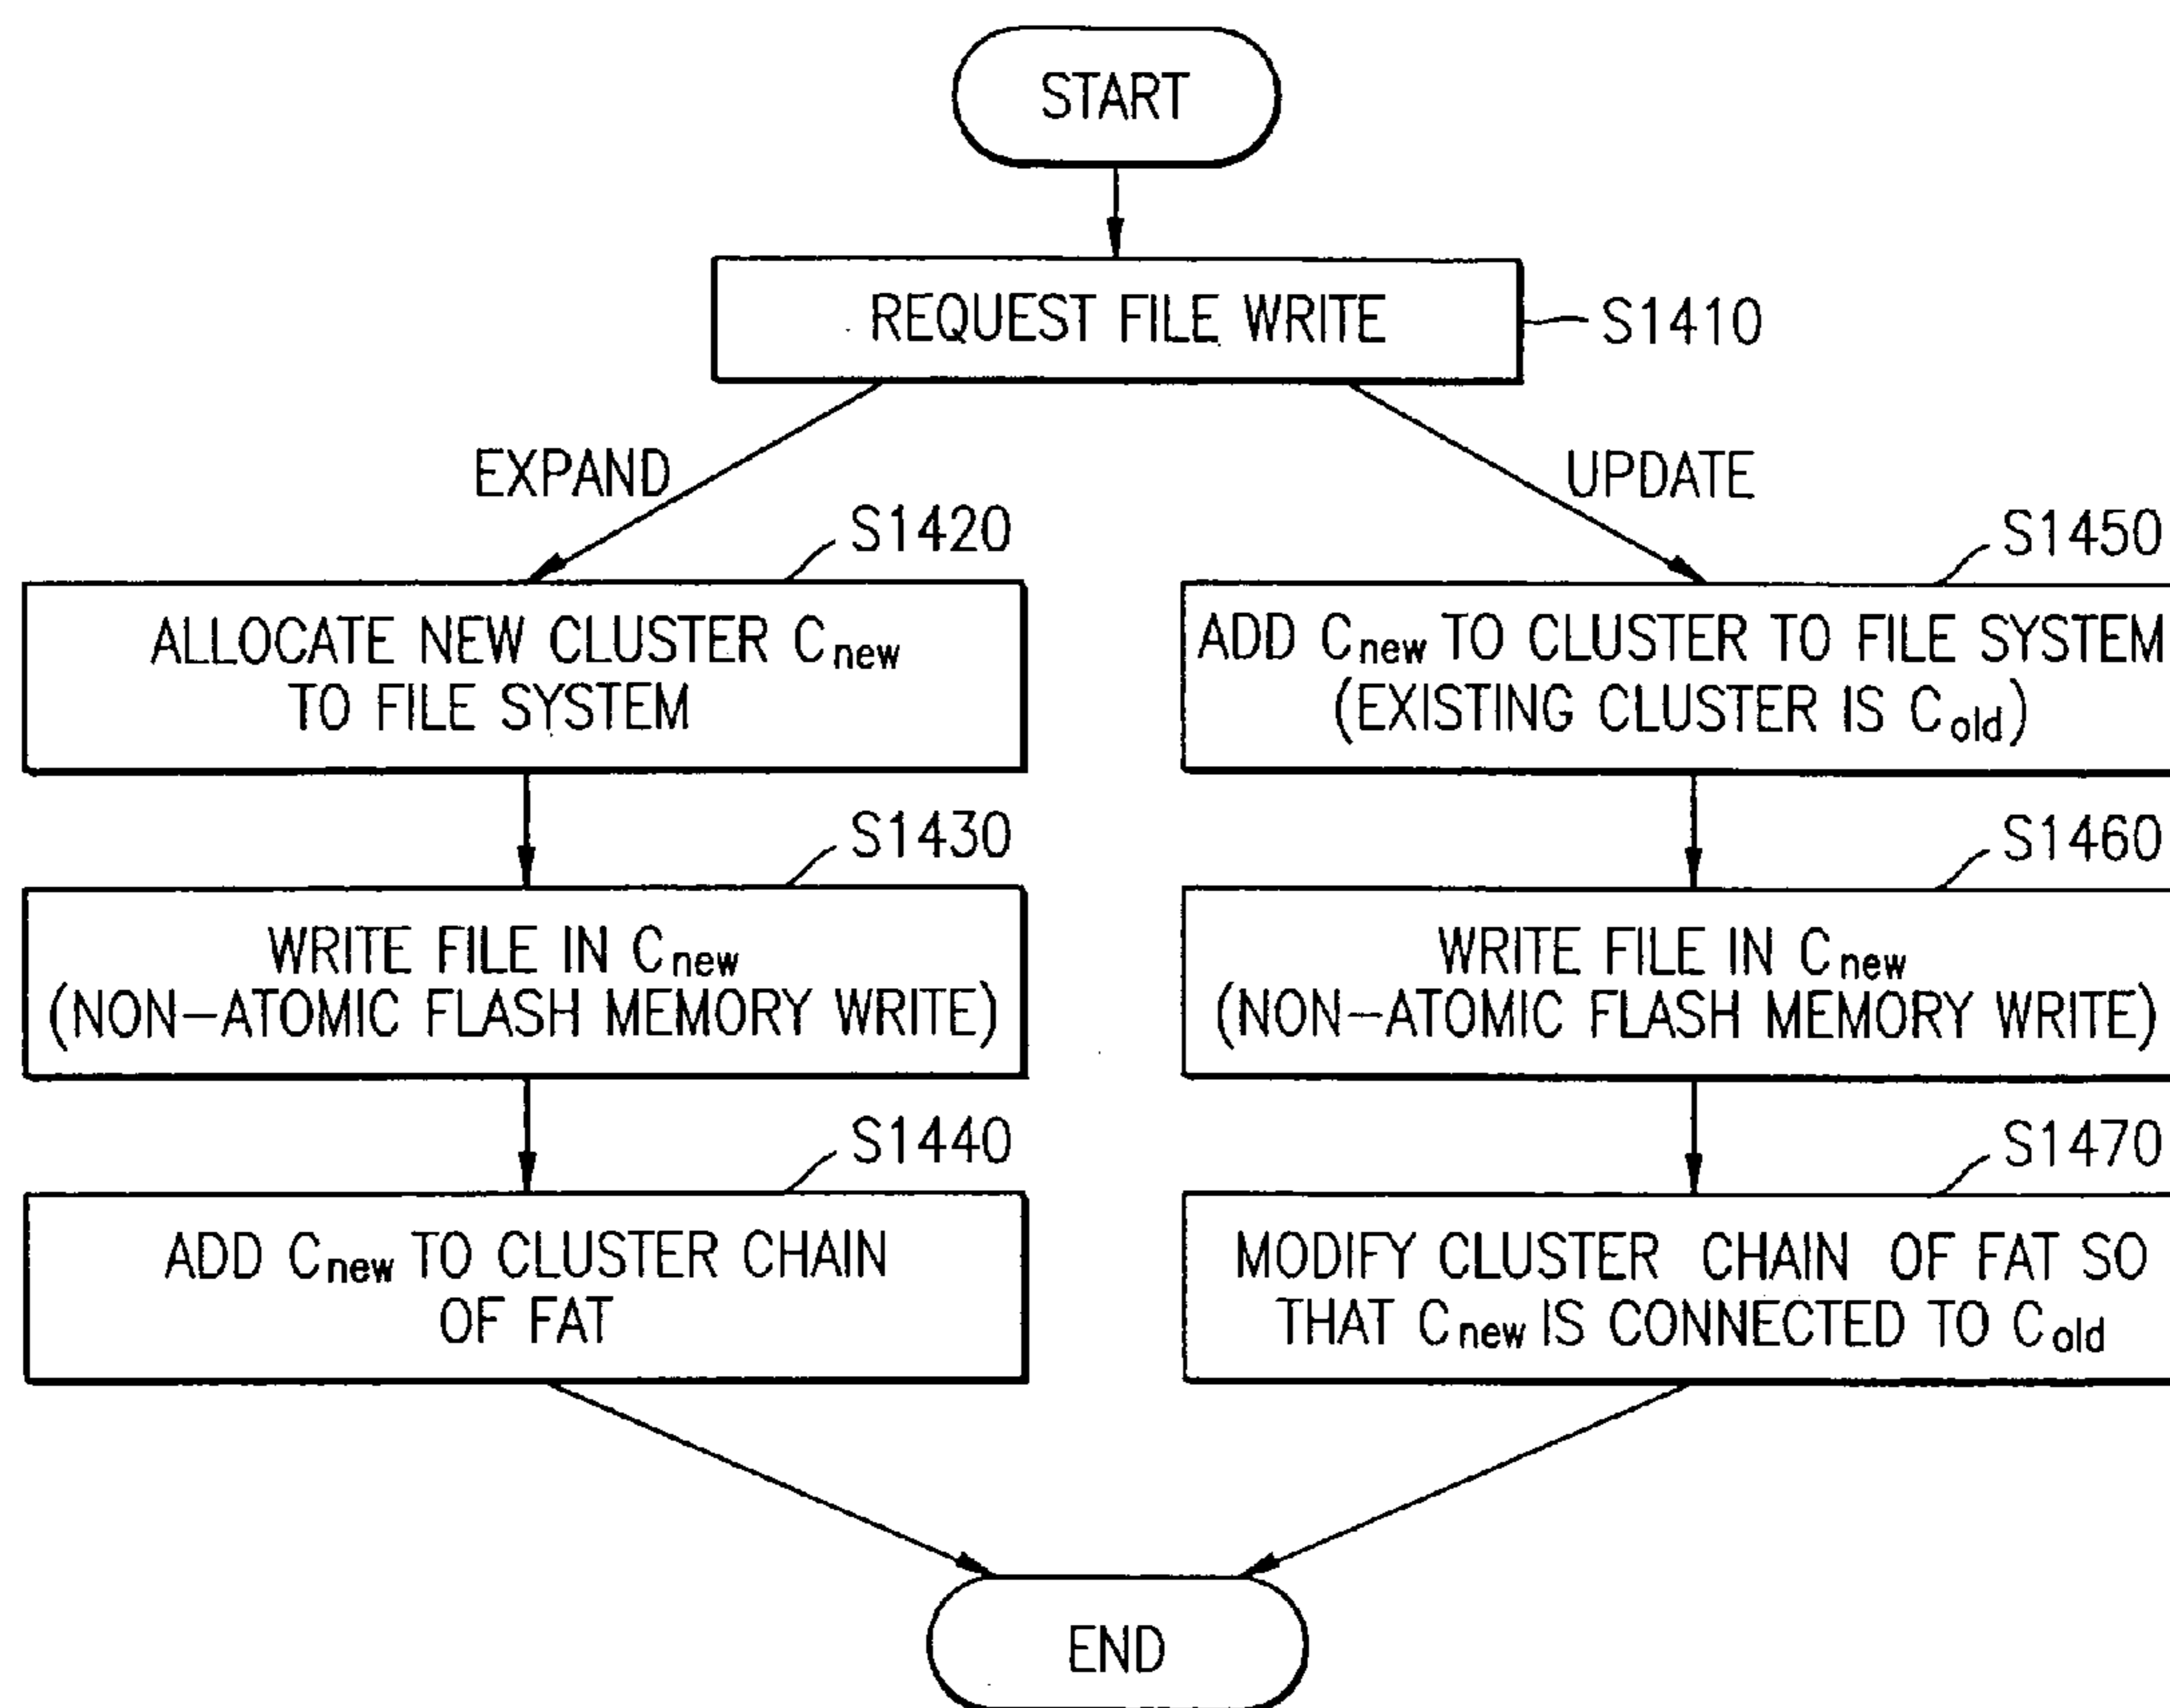 START
REQUEST FILE WRITE
S1410
EXPAND
UPDATE
S1420
ALLOCATE NEW CLUSTER Cnew
TO FILE SYSTEM
S1430
WRITE FILE IN Cnew
(NON-ATOMIC FLASH MEMORY WRITE)
S1440
ADD Cnew TO CLUSTER CHAIN
OF FAT
S1450
ADD Cnew TO CLUSTER TO FILE SYSTEM
(EXISTING CLUSTER IS Cold)
S1460
WRITE FILE IN Cnew
(NON-ATOMIC FLASH MEMORY WRITE)
S1470
MODIFY CLUSTER CHAIN OF FAT SO
THAT Cnew IS CONNECTED TO Cold
END